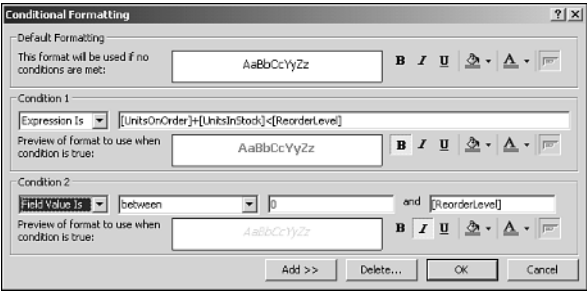 Conditional Formatting
Default Formatting
This format will be used if no
conditions are met:
AaBbCcYyZz
B I U A
Condition 1
Expression Is
[UnitsOnOrder]+[UnitsInStock]<[ReorderLevel]
Preview of format to use when
condition is true:
AaBbCcYyZz
B I U A
Condition 2
Field Value Is
between
0
and
[ReorderLevel]
Preview of format to use when
condition is true:
AaBbCcYyZz
B I U A
Add >>
Delete...
OK
Cancel